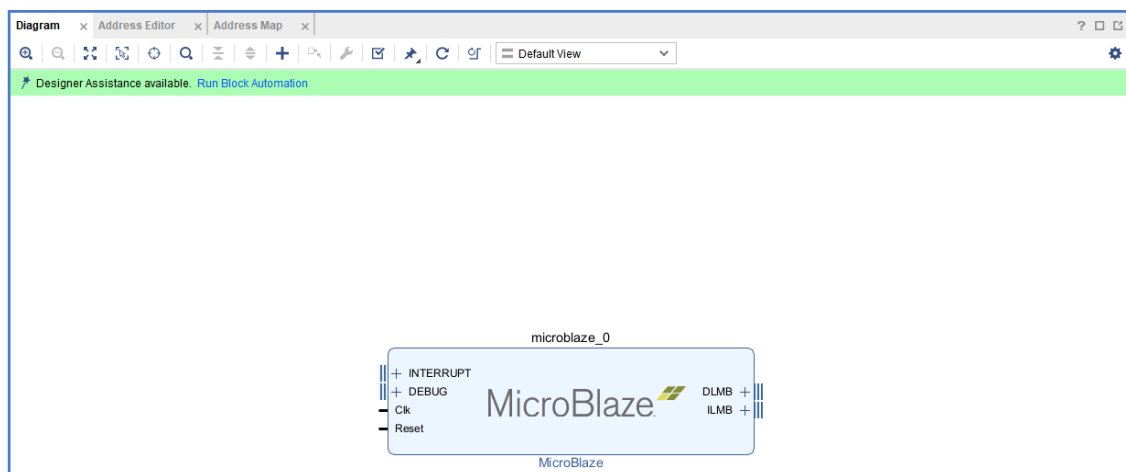 Diagram Address Editor Address Map ?
Default View
Designer Assistance available. Run Block Automation
microblaze_0
INTERRUPT
DEBUG
Clk
Reset
MicroBlaze
DLMB
ILMB
MicroBlaze